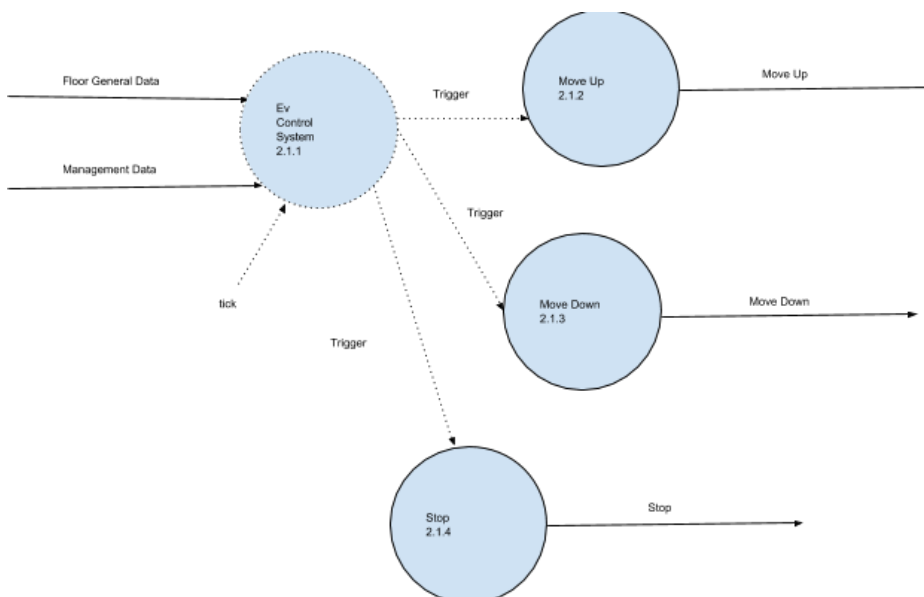 Floor General Data
Management Data
tick
Ev
Control
System
2.1.1
Trigger
Trigger
Trigger
Move Up
2.1.2
Move Up
Move Down
2.1.3
Move Down
Stop
2.1.4
Stop